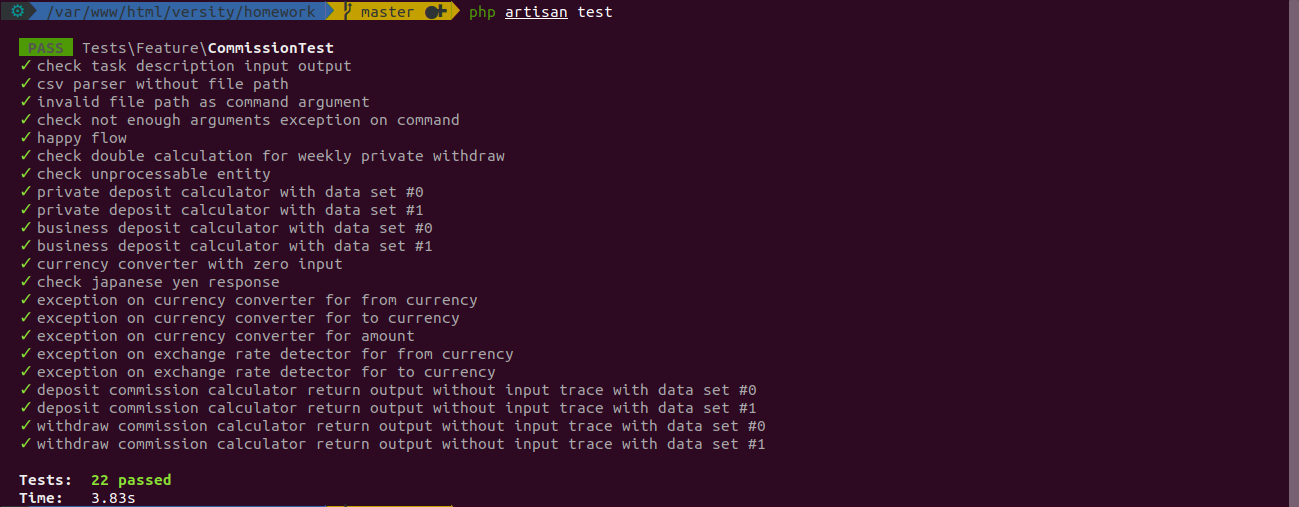 /var/www/html/versity/homework master php artisan test
PASS Tests\Feature\CommissionTest
✓ check task description input output
✓ csv parser without file path
✓ invalid file path as command argument
✓ check not enough arguments exception on command
✓ happy flow
✓ check double calculation for weekly private withdraw
✓ check unprocessable entity
✓ private deposit calculator with data set #0
✓ private deposit calculator with data set #1
✓ business deposit calculator with data set #0
✓ business deposit calculator with data set #1
✓ currency converter with zero input
✓ check japanese yen response
✓ exception on currency converter for from currency
✓ exception on currency converter for to currency
✓ exception on currency converter for amount
✓ exception on exchange rate detector for from currency
✓ exception on exchange rate detector for to currency
✓ deposit commission calculator return output without input trace with data set #0
✓ deposit commission calculator return output without input trace with data set #1
✓ withdraw commission calculator return output without input trace with data set #0
✓ withdraw commission calculator return output without input trace with data set #1
Tests: 22 passed
Time: 3.83s